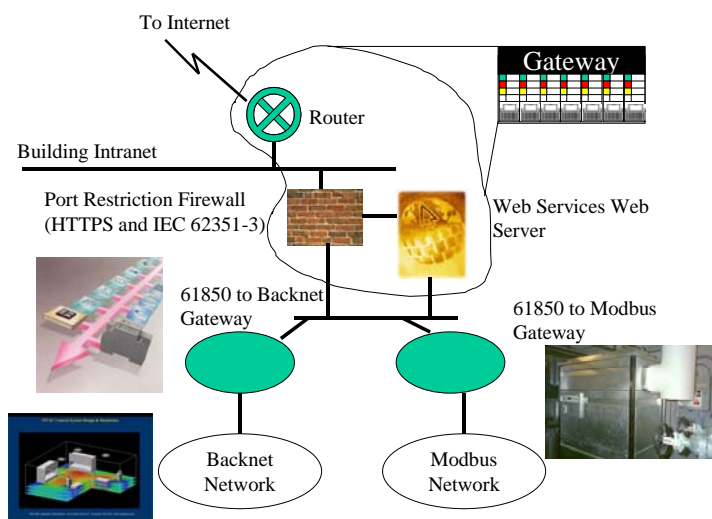 To Internet
Gateway
Router
Building Intranet
Port Restriction Firewall
(HTTPS and IEC 62351-3)
Web Services Web
Server
61850 to Backnet
Gateway
61850 to Modbus
Gateway
Backnet
Network
Modbus
Network